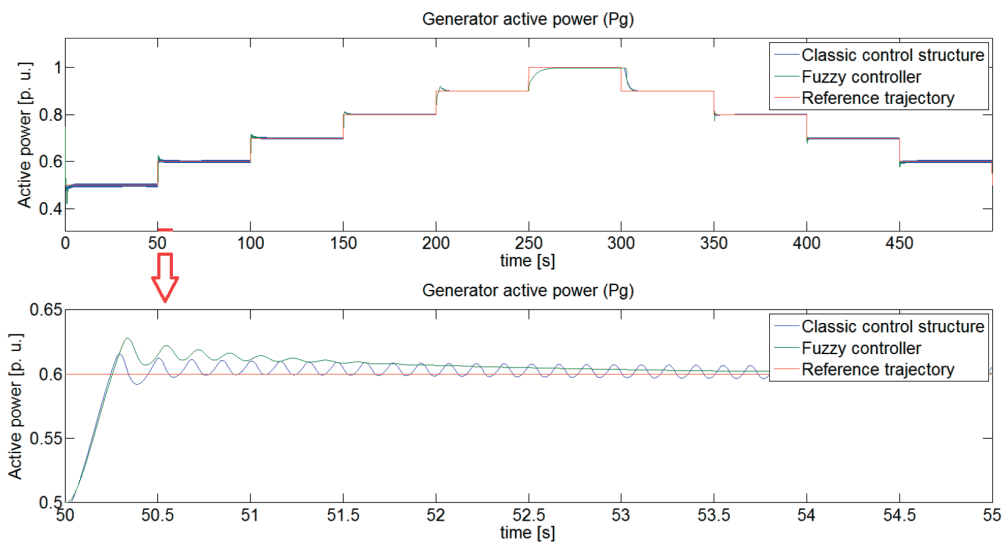 Generator active power (Pg)
Classic control structure
Fuzzy controller
Reference trajectory
Active power [p. u.]
1
0.8
0.6
0.4
0 50 100 150 200 250 300 350 400 450
time [s]
Generator active power (Pg)
Classic control structure
Fuzzy controller
Reference trajectory
Active power [p. u.]
0.65
0.6
0.55
0.5
50 50.5 51 51.5 52 52.5 53 53.5 54 54.5 55
time [s]